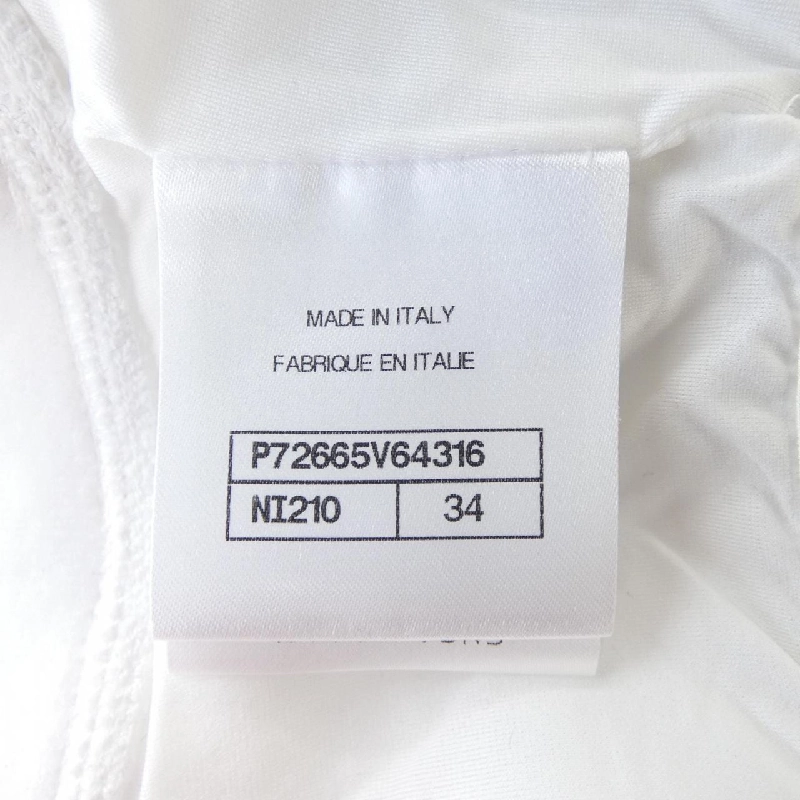 MADE IN ITALY
FABRIQUE EN ITALIE
P72665V64316
NI210 34